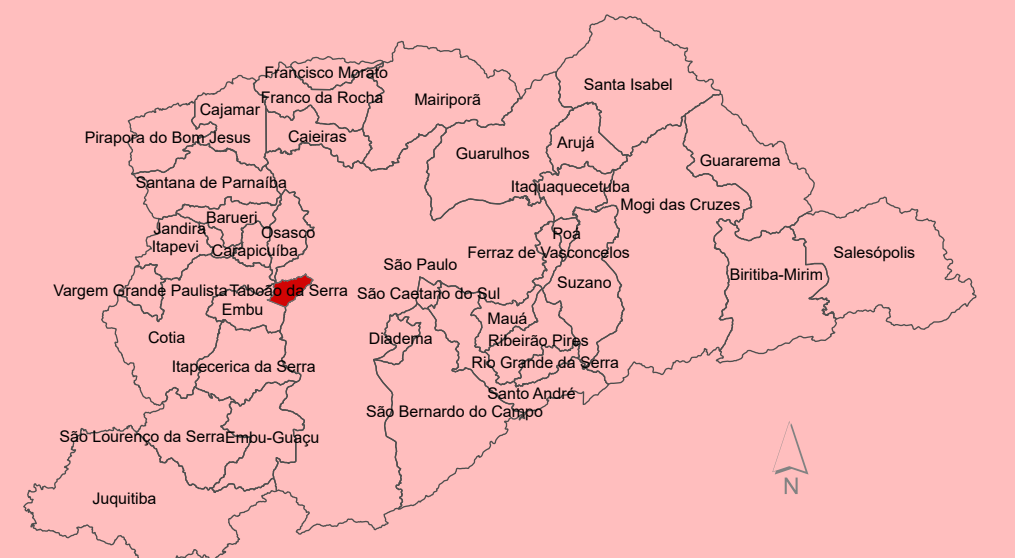 Francisco Morato
Santa Isabel
Franco da Rocha
Mairiporã
Cajamar
Pirapora do Bom Jesus
Caieiras
Arujá
Guarulhos
Guararema
Santana de Parnaíba
Itaquaquecetuba
Mogi das Cruzes
Barueri
Jandira
Osasco
Poá
Itapevi
Carapicuíba
Ferraz de Vasconcelos
Salesópolis
São Paulo
Biritiba-Mirim
Suzano
Vargem Grande Paulista
Taboão da Serra
São Caetano do Sul
Embu
Mauá
Cotia
Diadema
Ribeirão Pires
Itapecerica da Serra
Rio Grande da Serra
Santo André
São Bernardo do Campo
São Lourenço da Serra
Embu-Guaçu
Juquitiba
N